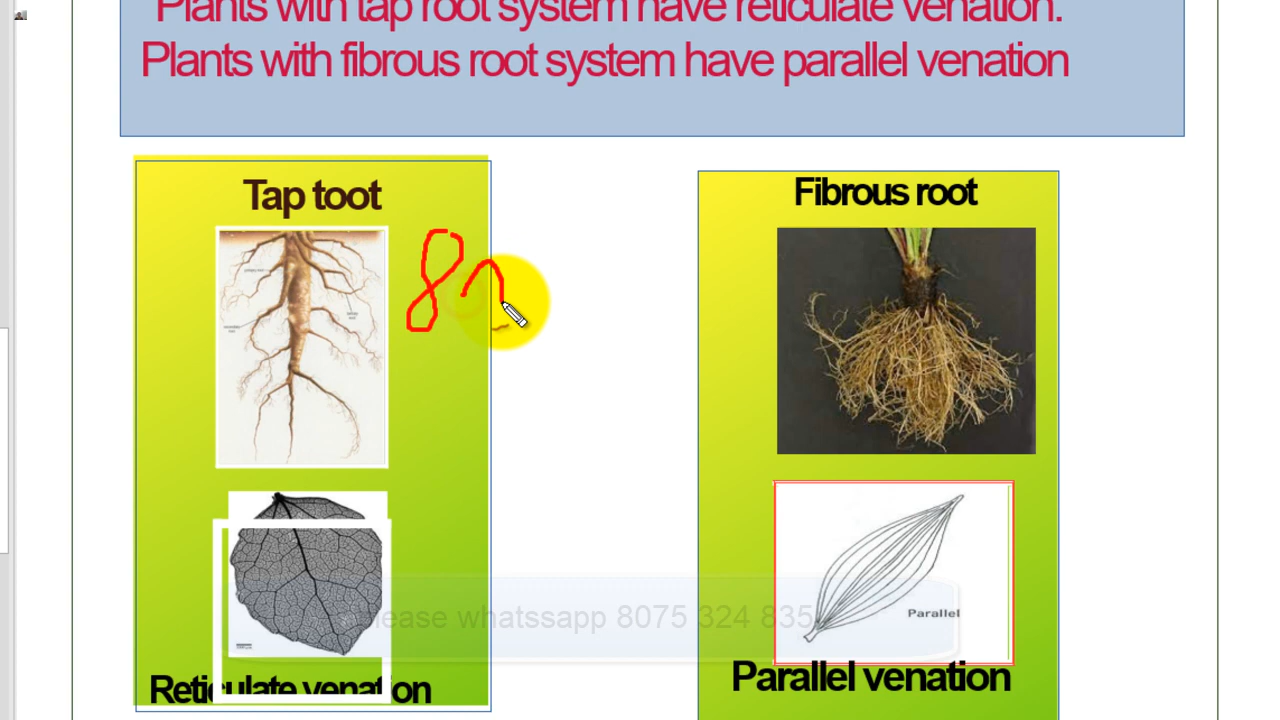 Plants with tap root system have reticulate venation.
Plants with fibrous root system have parallel venation
Tap toot
Fibrous root
Parallel
please whatssapp 8075 324 835
Reticulate venation
Parallel venation